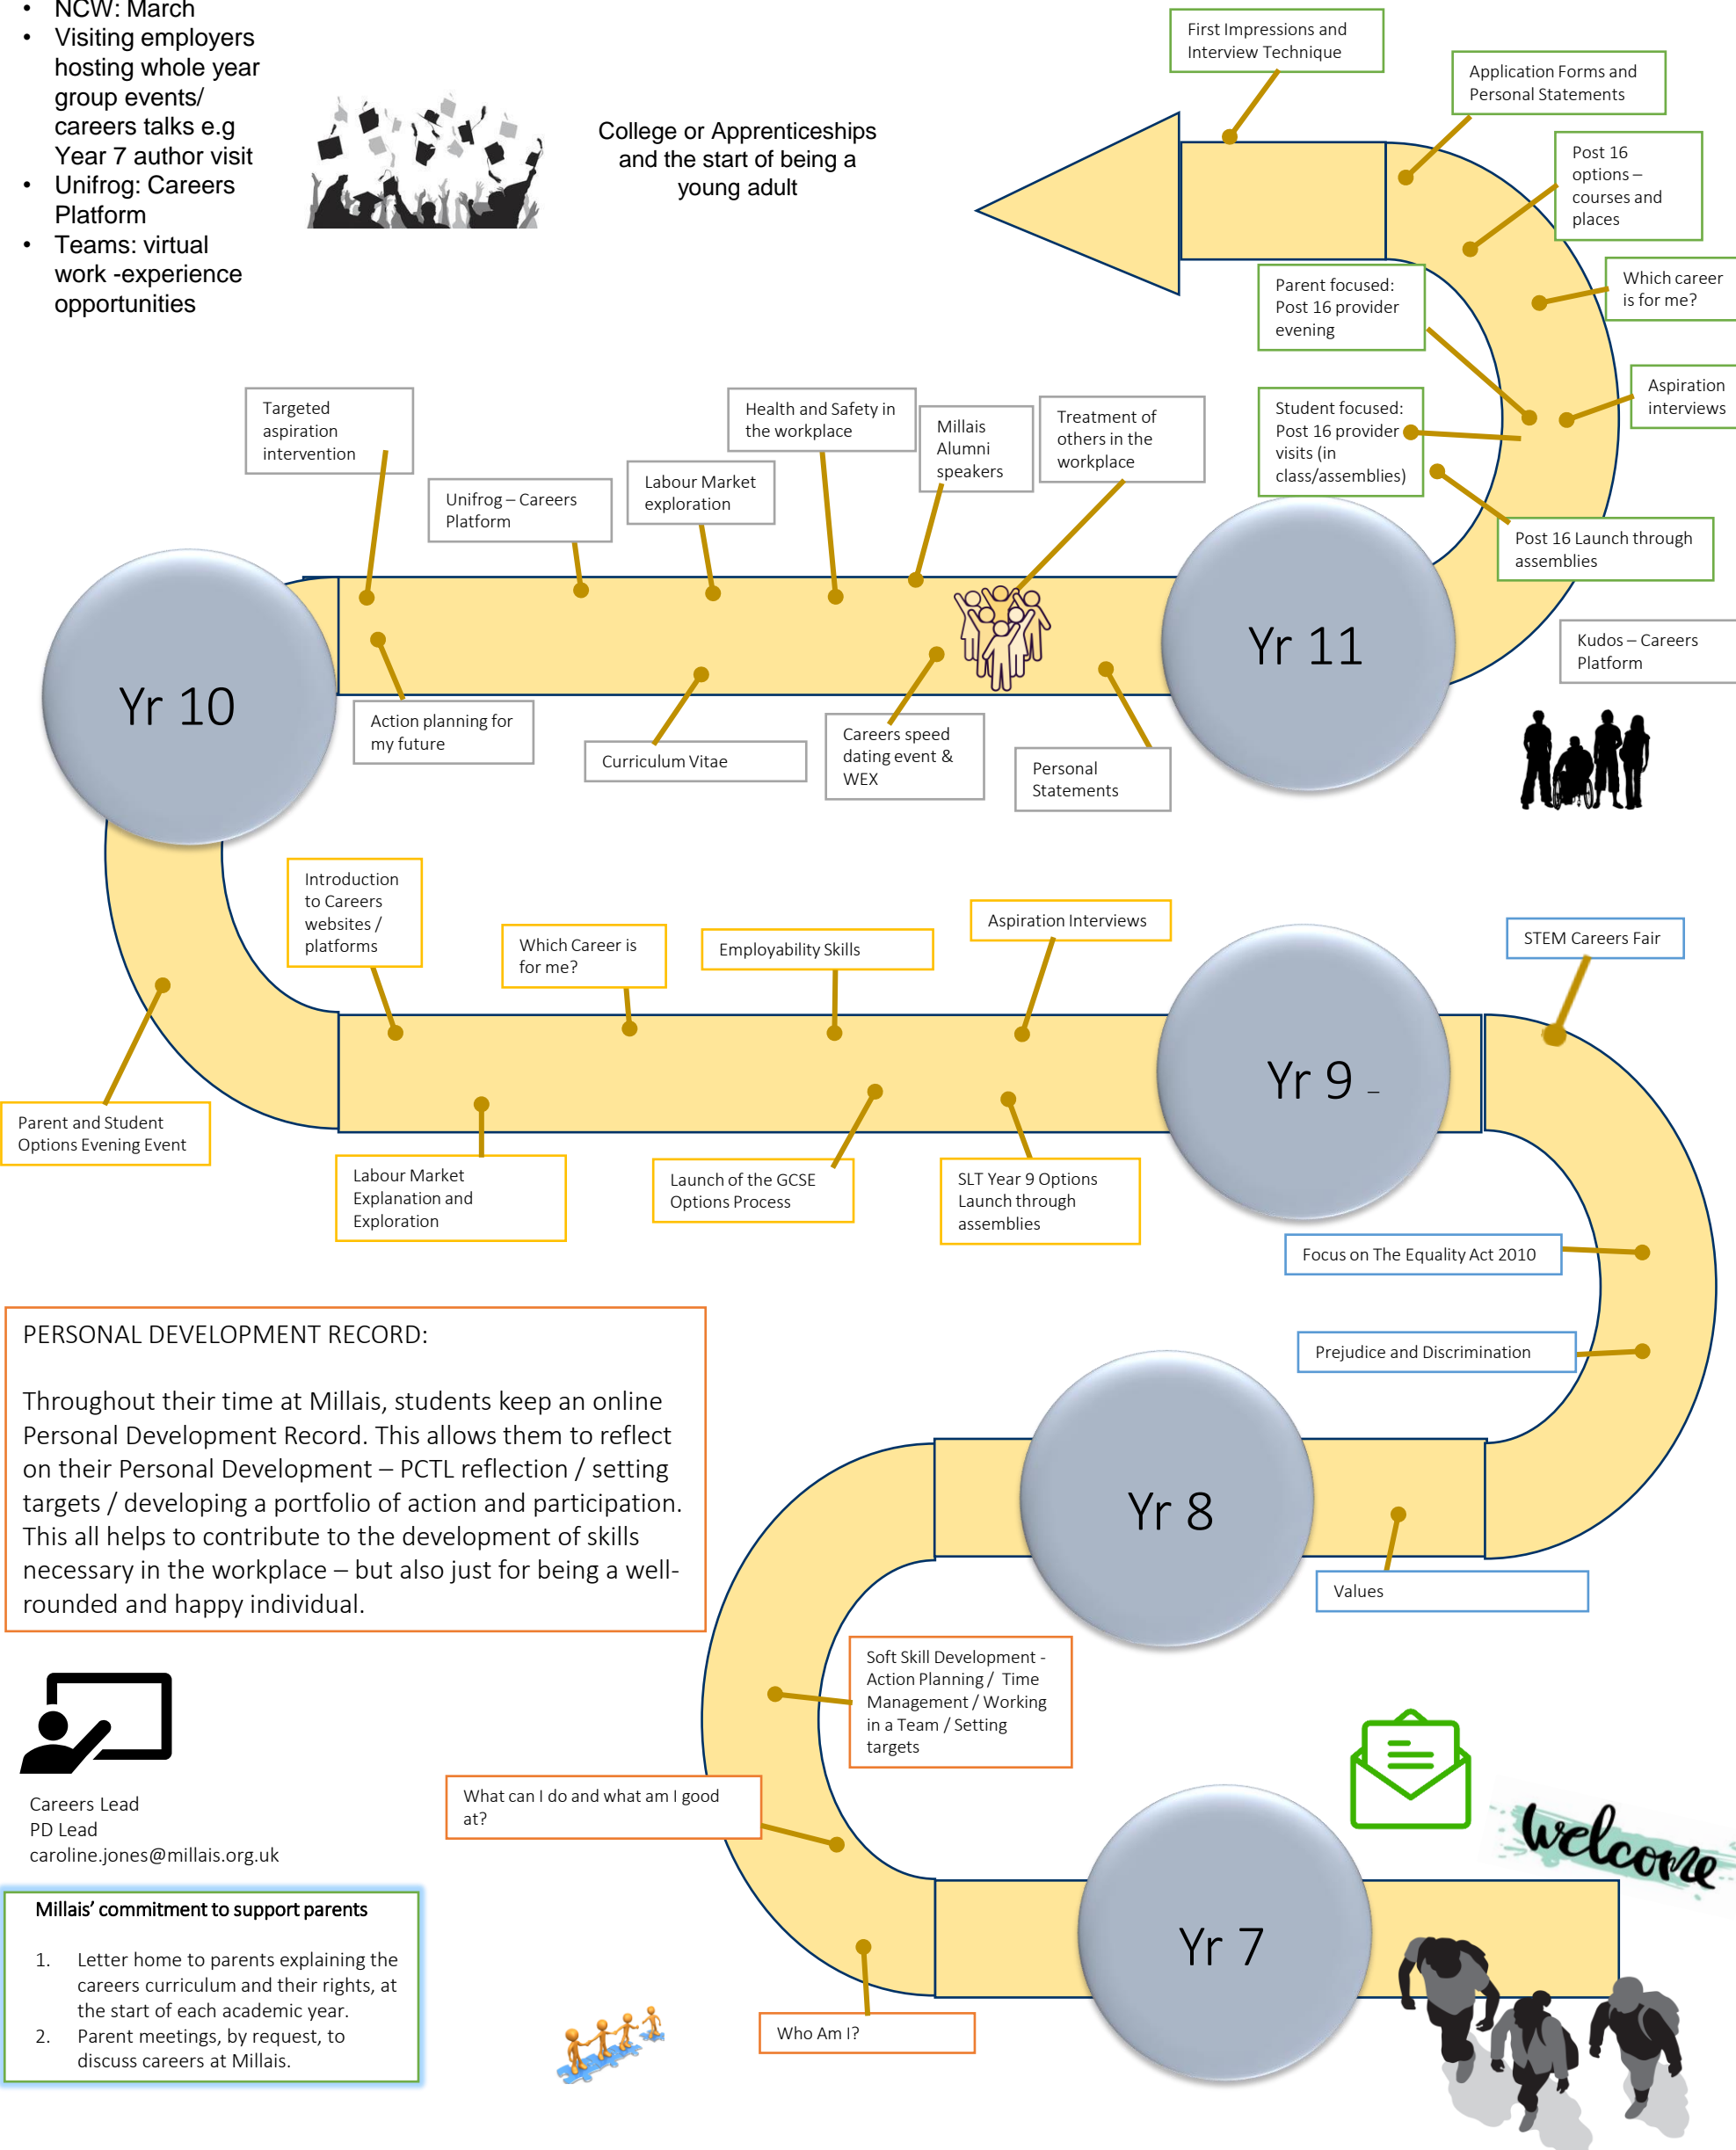 • NCW: March
• Visiting employers
hosting whole year
group events/
careers talks e.g
Year 7 author visit
• Unifrog: Careers
Platform
• Teams: virtual
work -experience
opportunities
College or Apprenticeships
and the start of being a
young adult
First Impressions and
Interview Technique
Application Forms and
Personal Statements
Post 16
options –
courses and
places
Which career
is for me?
Parent focused:
Post 16 provider
evening
Aspiration
interviews
Student focused:
Post 16 provider
visits (in
class/assemblies)
Post 16 Launch through
assemblies
Kudos – Careers
Platform
Targeted
aspiration
intervention
Unifrog – Careers
Platform
Labour Market
exploration
Health and Safety in
the workplace
Millais
Alumni
speakers
Treatment of
others in the
workplace
Yr 11
Yr 10
Action planning for
my future
Curriculum Vitae
Careers speed
dating event &
WEX
Personal
Statements
Introduction
to Careers
websites /
platforms
Which Career is
for me?
Employability Skills
Aspiration Interviews
STEM Careers Fair
Yr 9 –
Parent and Student
Options Evening Event
Labour Market
Explanation and
Exploration
Launch of the GCSE
Options Process
SLT Year 9 Options
Launch through
assemblies
Focus on The Equality Act 2010
Prejudice and Discrimination
PERSONAL DEVELOPMENT RECORD:
Throughout their time at Millais, students keep an online
Personal Development Record. This allows them to reflect
on their Personal Development – PCTL reflection / setting
targets / developing a portfolio of action and participation.
This all helps to contribute to the development of skills
necessary in the workplace – but also just for being a well-
rounded and happy individual.
Yr 8
Values
Soft Skill Development -
Action Planning / Time
Management / Working
in a Team / Setting
targets
What can I do and what am I good
at?
Careers Lead
PD Lead
caroline.jones@millais.org.uk
welcome
Yr 7
Who Am I?
Millais’ commitment to support parents
1. Letter home to parents explaining the
careers curriculum and their rights, at
the start of each academic year.
2. Parent meetings, by request, to
discuss careers at Millais.